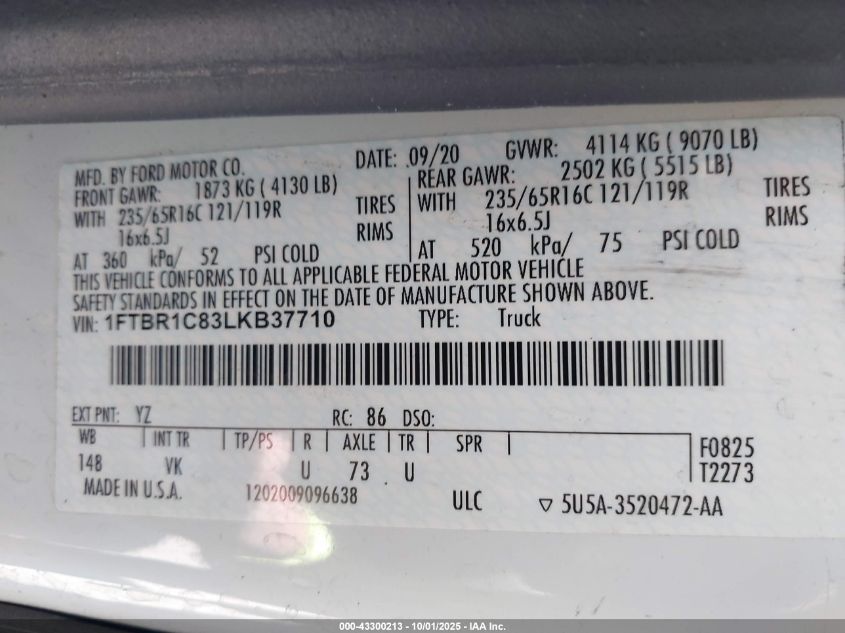 MFD. BY FORD MOTOR CO. DATE: 09/20 GVWR: 4114 KG ( 9070 LB)
FRONT GAWR: 1873 KG ( 4130 LB) REAR GAWR: 2502 KG ( 5515 LB)
WITH 235/65R16C 121/119R TIRES WITH 235/65R16C 121/119R TIRES
16x6.5J RIMS 16x6.5J RIMS
AT 360 kPa/ 52 PSI COLD AT 520 kPa/ 75 PSI COLD
THIS VEHICLE CONFORMS TO ALL APPLICABLE FEDERAL MOTOR VEHICLE
SAFETY STANDARDS IN EFFECT ON THE DATE OF MANUFACTURE SHOWN ABOVE.
VIN: 1FTBR1C83LKB37710 TYPE: Truck
EXT PNT: YZ RC: 86 DSO:
WB INT TR TP/PS R AXLE TR SPR F0825
148 VK U 73 U T2273
MADE IN U.S.A. 1202009096638 ULC ▽ 5U5A-3520472-AA
000-43300213 - 10/01/2025 - IAA Inc.